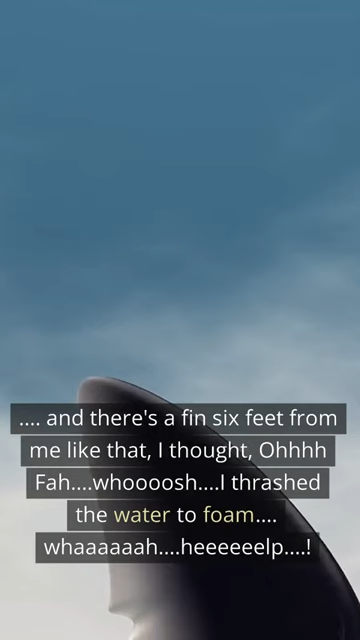 .... and there's a fin six feet from
me like that, I thought, Ohhhh
Fah....whoooosh....I thrashed
the water to foam....
whaaaaaah....heeeeeelp....!